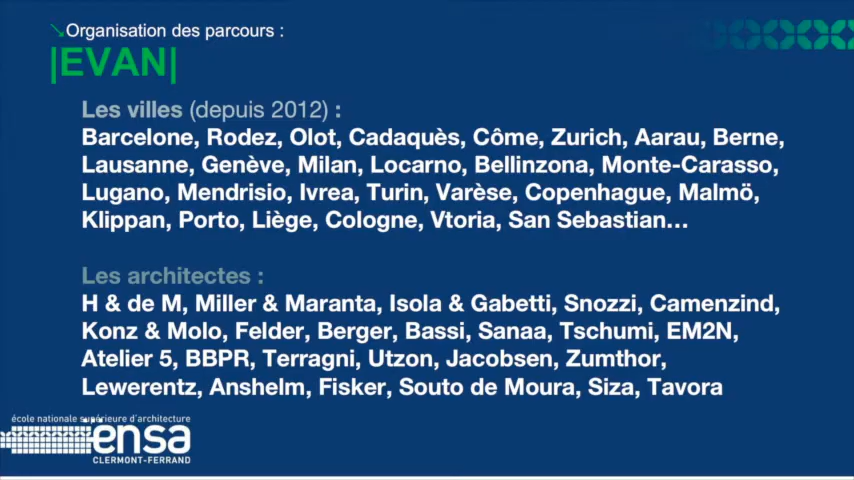 ↘Organisation des parcours :
|EVAN|
Les villes (depuis 2012) :
Barcelone, Rodez, Olot, Cadaquès, Côme, Zurich, Aarau, Berne,
Lausanne, Genève, Milan, Locarno, Bellinzona, Monte-Carasso,
Lugano, Mendrisio, Ivrea, Turin, Varèse, Copenhague, Malmö,
Klippan, Porto, Liège, Cologne, Vtoria, San Sebastian…
Les architectes :
H & de M, Miller & Maranta, Isola & Gabetti, Snozzi, Camenzind,
Konz & Molo, Felder, Berger, Bassi, Sanaa, Tschumi, EM2N,
Atelier 5, BBPR, Terragni, Utzon, Jacobsen, Zumthor,
Lewerentz, Anshelm, Fisker, Souto de Moura, Siza, Tavora
école nationale supérieure d'architecture
ensa
CLERMONT-FERRAND